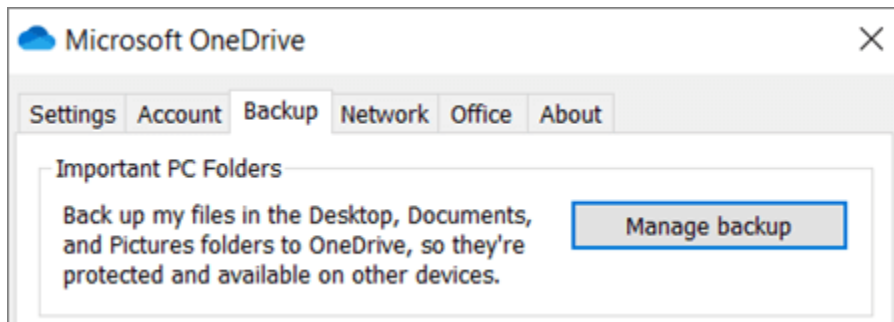 Microsoft OneDrive
Settings Account Backup Network Office About
Important PC Folders
Back up my files in the Desktop, Documents,
and Pictures folders to OneDrive, so they're
protected and available on other devices.
Manage backup